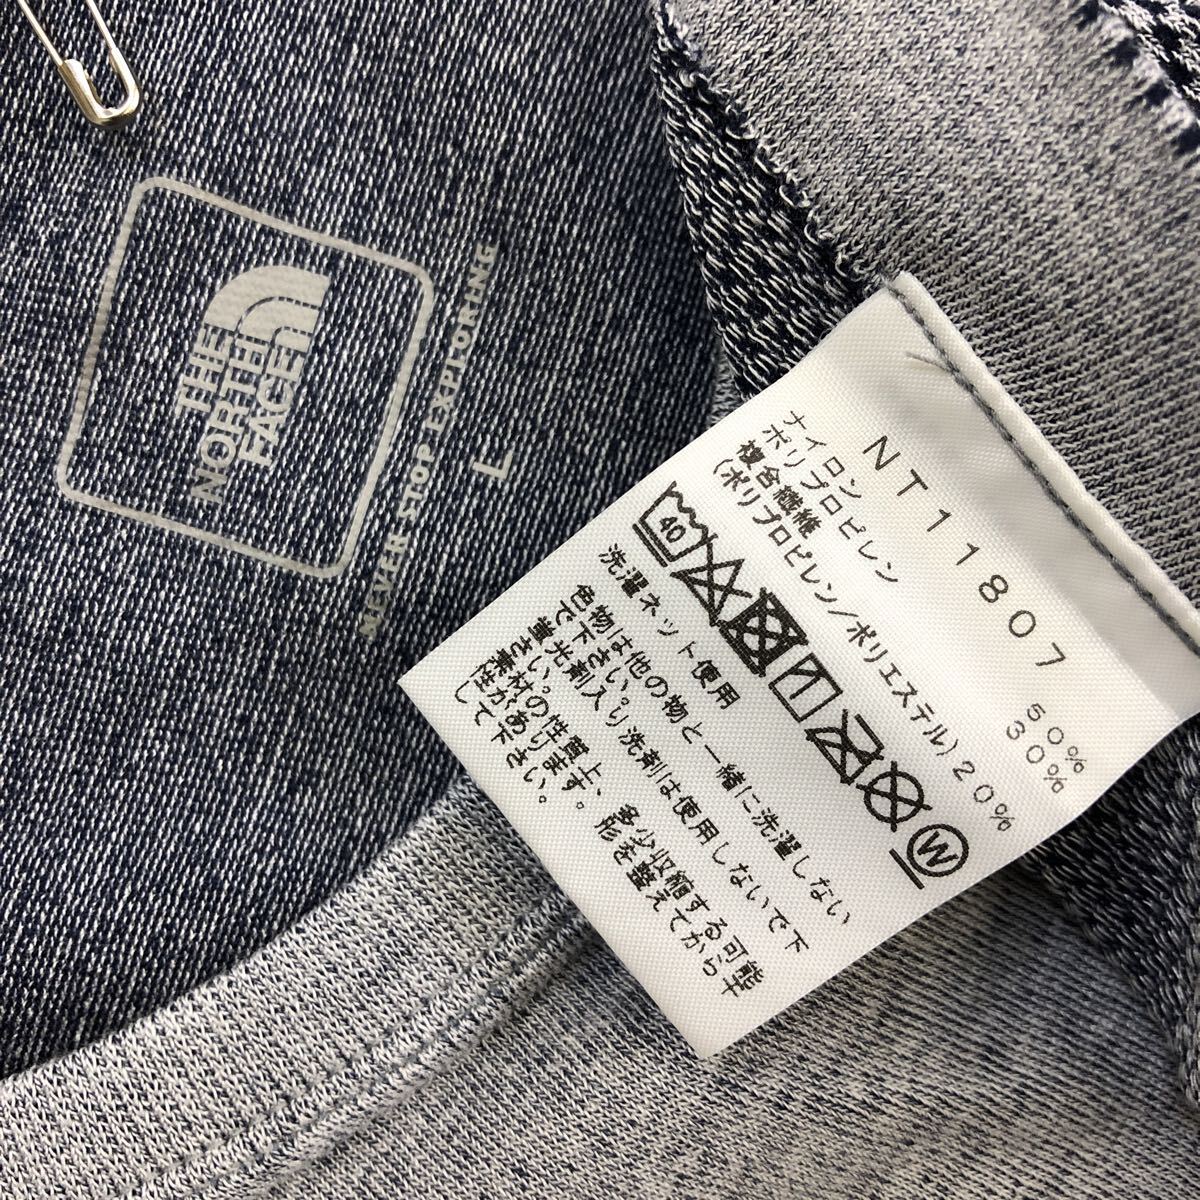 THE
NORTH
FACE
NEVER STOP EXPLORING
L
NT11807
ナイロン 50%
ポリプロピレン 30%
複合繊維
(ポリプロピレン/ポリエステル) 20%
40
W
洗濯ネット使用
色物は他の物と一緒に洗濯しない
で下さい。
蛍光剤入り洗剤は使用しないで下
さい。
素材の性質上、多少収縮する可能
性があります。形を整えてから干
して下さい。